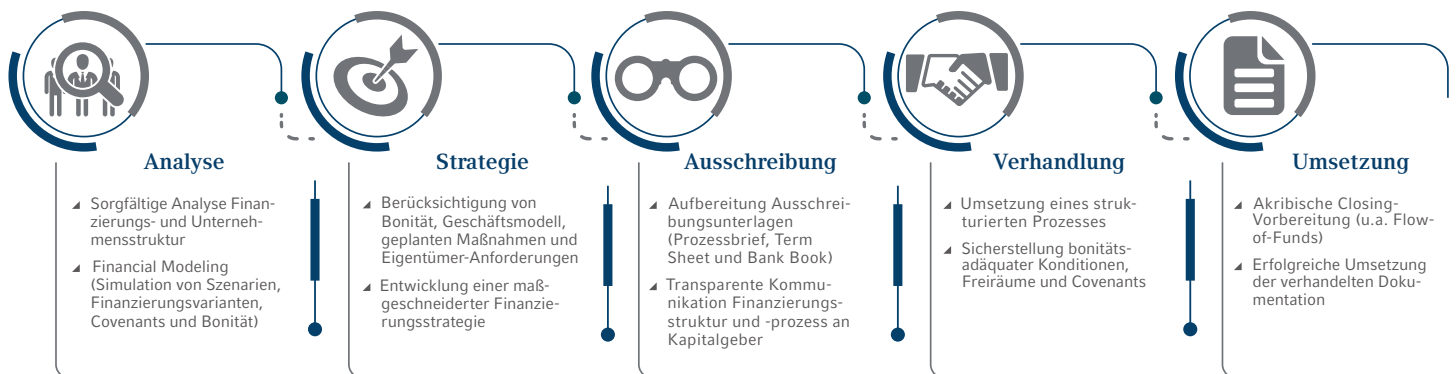 Analyse
Sorgfältige Analyse Finan-
zierungs- und Unterneh-
mensstruktur
Financial Modeling
(Simulation von Szenarien,
Finanzierungsvarianten,
Covenants und Bonität)
Strategie
Berücksichtigung von
Bonität, Geschäftsmodell,
geplanten Maßnahmen und
Eigentümer-Anforderungen
Entwicklung einer maß-
geschneiderter Finanzie-
rungsstrategie
Ausschreibung
Aufbereitung Ausschrei-
bungsunterlagen
(Prozessbrief, Term
Sheet und Bank Book)
Transparente Kommu-
nikation Finanzierungs-
struktur und -prozess an
Kapitalgeber
Verhandlung
Umsetzung eines struk-
turierten Prozesses
Sicherstellung bonitäts-
adäquater Konditionen,
Freiräume und Covenants
Umsetzung
Akribische Closing-
Vorbereitung (u.a. Flow-
of-Funds)
Erfolgreiche Umsetzung
der verhandelten Doku-
mentation